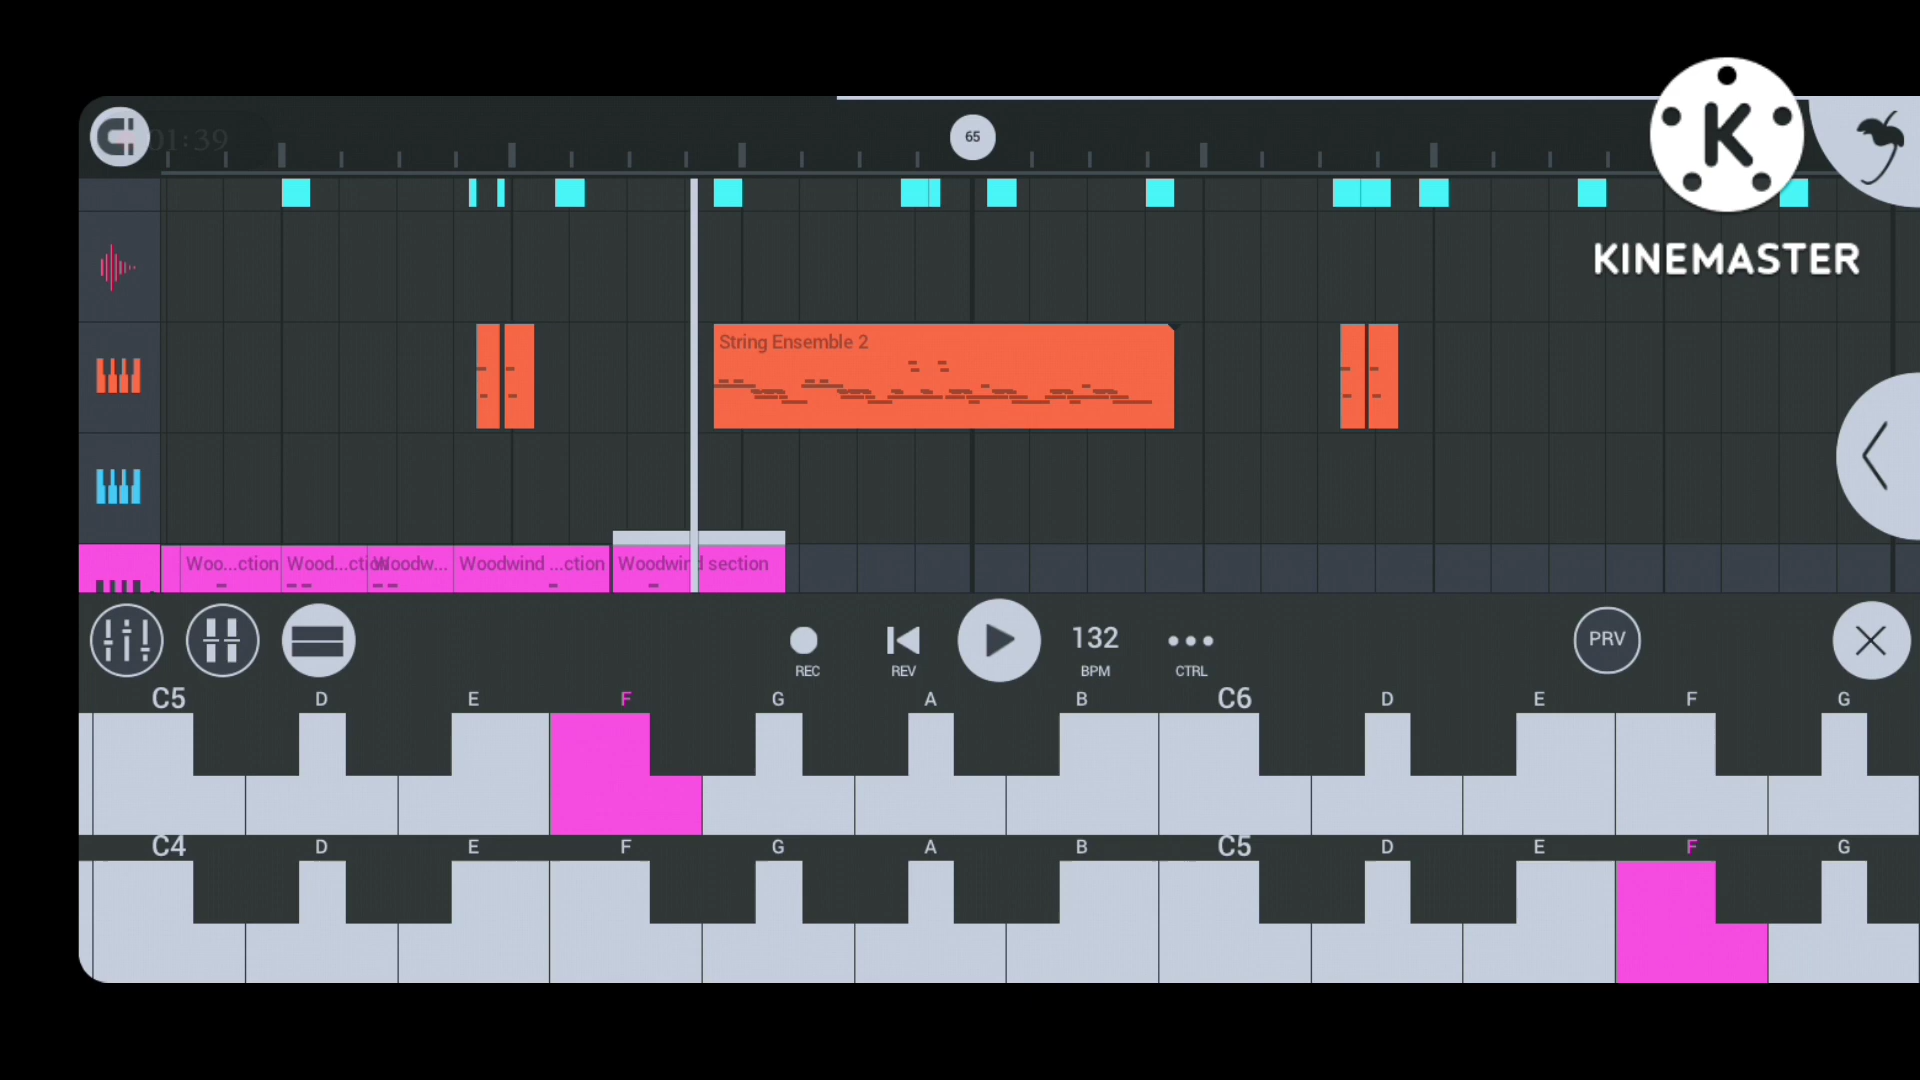 01:39
65
K
KINEMASTER
String Ensemble 2
Woo...ction Wood...ction Woodw... Woodwind ...ction Woodwind section
132
PRV
REC REV BPM CTRL
C5 D E F G A B C6 D E F G
C4 D E F G A B C5 D E F G